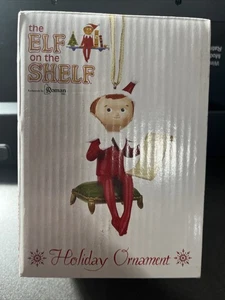 the
ELF
on the
SHELF
Roman
Holiday Ornament